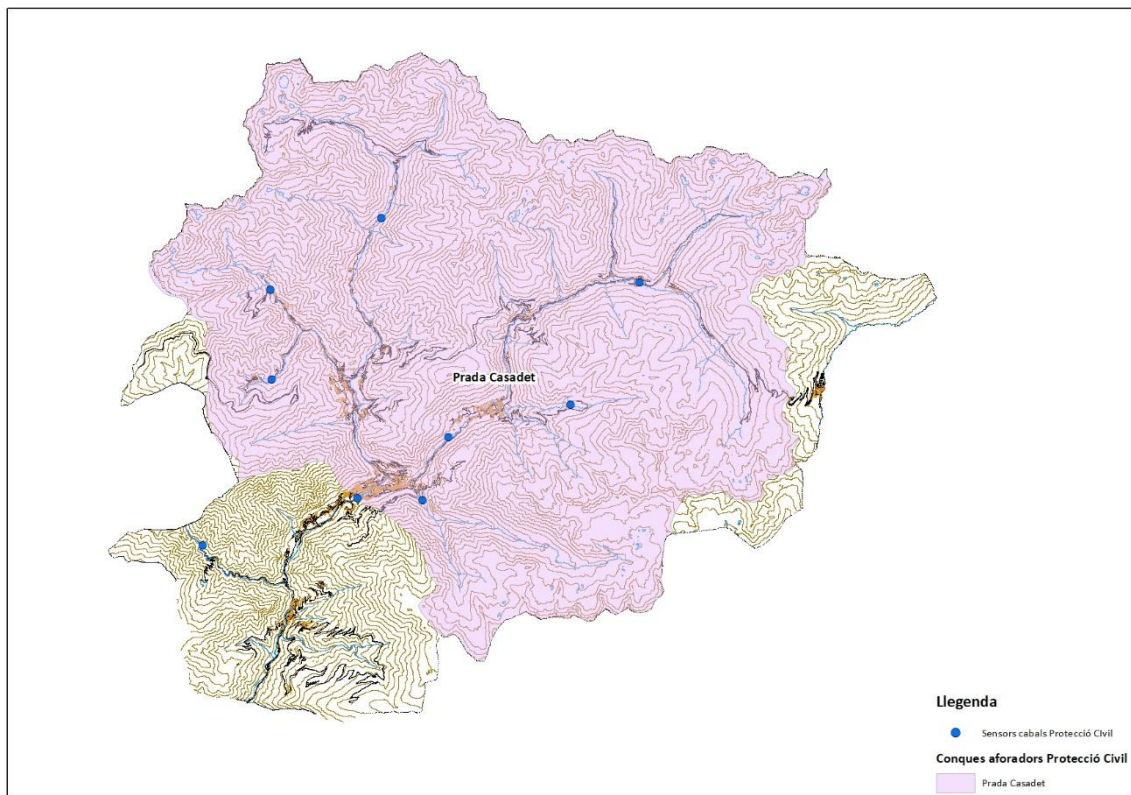 Prada Casadet
Llegenda
Sensors cabals Protecció CIvil
Conques aforadors Protecció Civil
Prada Casadet